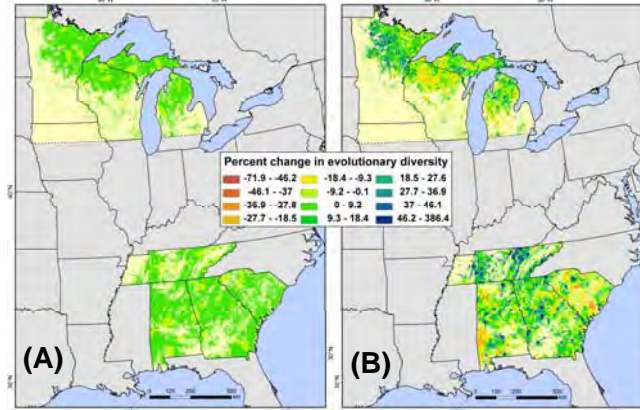 Percent change in evolutionary diversity
-71.9 - -46.2 -18.4 - -9.3 18.5 - 27.6
-46.1 - -37 -9.2 - -0.1 27.7 - 36.9
-36.9 - -27.8 0 - 9.2 37 - 46.1
-27.7 - -18.5 9.3 - 18.4 46.2 - 386.4
(A) (B)